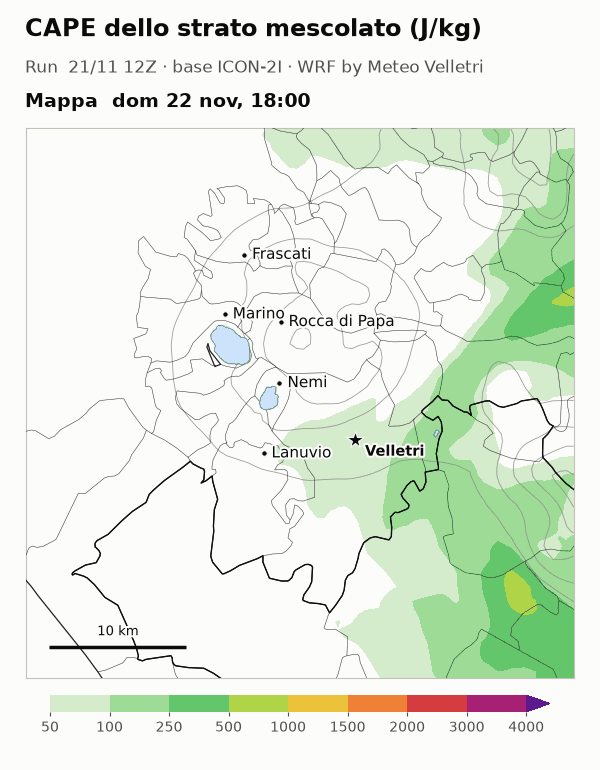 CAPE dello strato mescolato (J/kg)
Run  21/11 12Z · base ICON-2I · WRF by Meteo Velletri
Mappa  dom 22 nov, 18:00
Frascati
Marino
Rocca di Papa
Nemi
Velletri
Lanuvio
10 km
50 100 250 500 1000 1500 2000 3000 4000